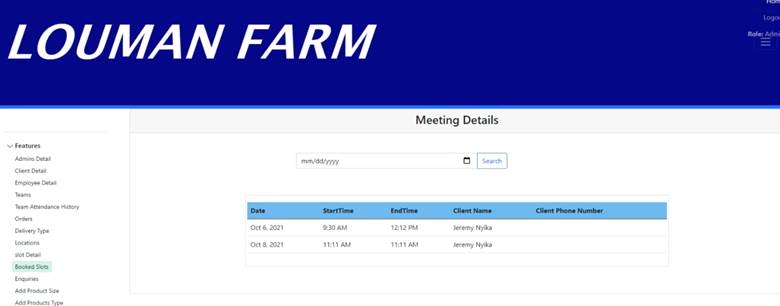 LOUMAN FARM
Hom
Logou
Role: Admi
Meeting Details
mm/dd/yyyy
Search
Features
Admins Detail
Client Detail
Employee Detail
Teams
Team Attendance History
Orders
Delivery Type
Locations
slot Detail
Booked Slots
Enquiries
Add Product Size
Add Products Type
Date StartTime EndTime Client Name Client Phone Number
Oct 6, 2021 9:30 AM 12:12 PM Jeremy Nyika
Oct 8, 2021 11:11 AM 11:11 AM Jeremy Nyika